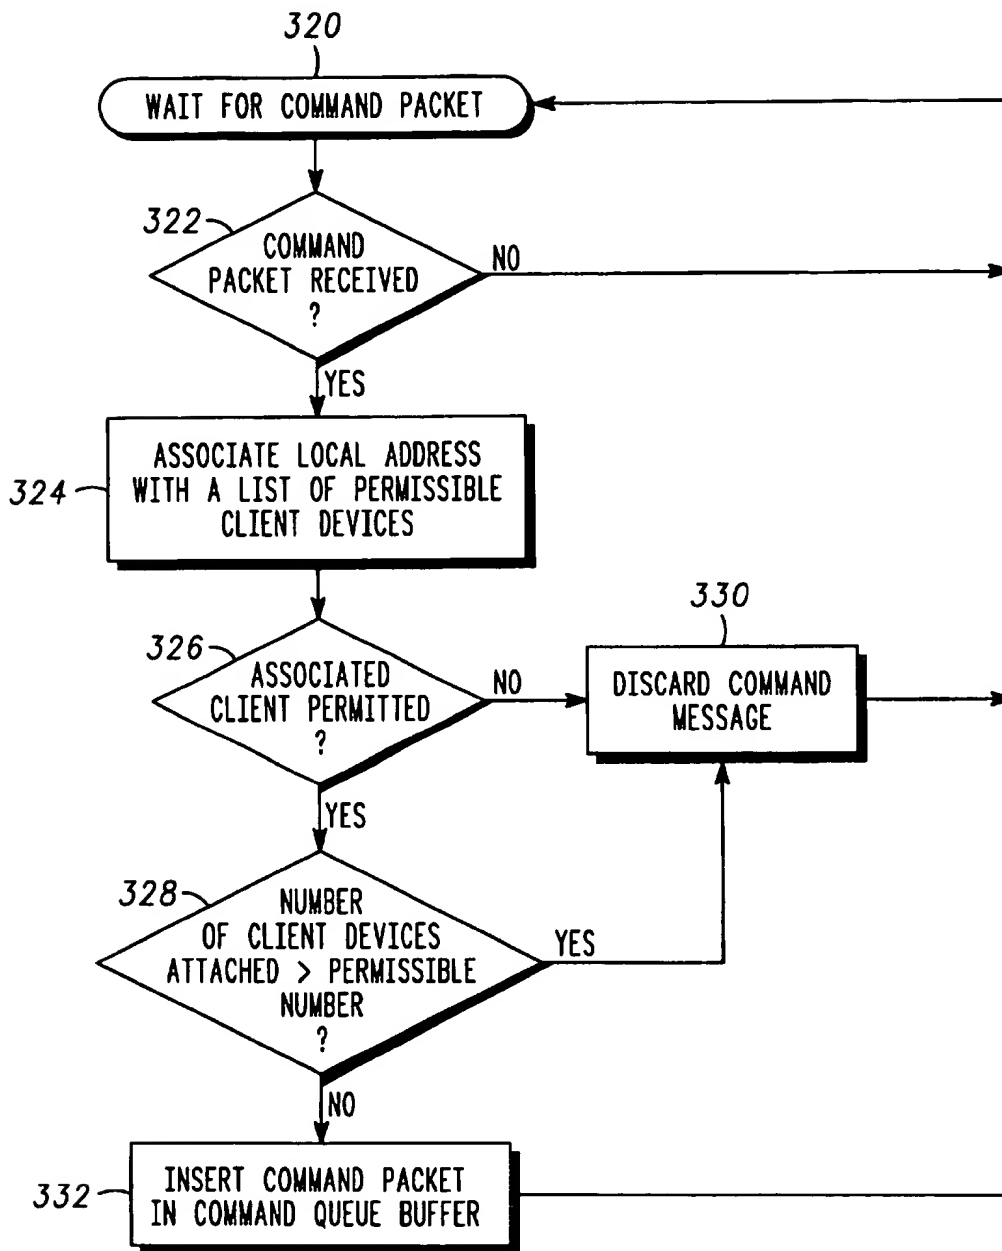 320
WAIT FOR COMMAND PACKET
322
COMMAND
PACKET RECEIVED
?
NO
YES
324
ASSOCIATE LOCAL ADDRESS
WITH A LIST OF PERMISSIBLE
CLIENT DEVICES
326
ASSOCIATED
CLIENT PERMITTED
?
NO
YES
330
DISCARD COMMAND
MESSAGE
328
NUMBER
OF CLIENT DEVICES
ATTACHED > PERMISSIBLE
NUMBER
?
YES
NO
332
INSERT COMMAND PACKET
IN COMMAND QUEUE BUFFER